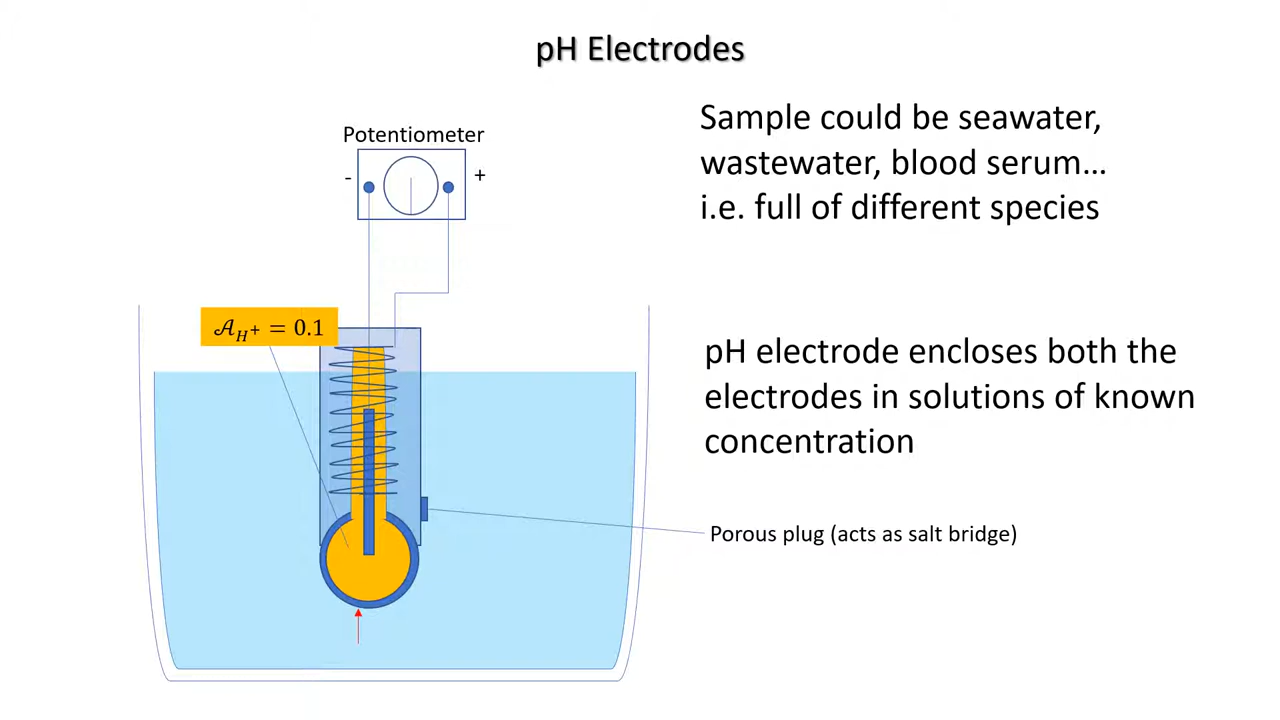 pH Electrodes
Potentiometer
-
+
Sample could be seawater,
wastewater, blood serum…
i.e. full of different species
𝒜_H⁺ = 0.1
pH electrode encloses both the
electrodes in solutions of known
concentration
Porous plug (acts as salt bridge)